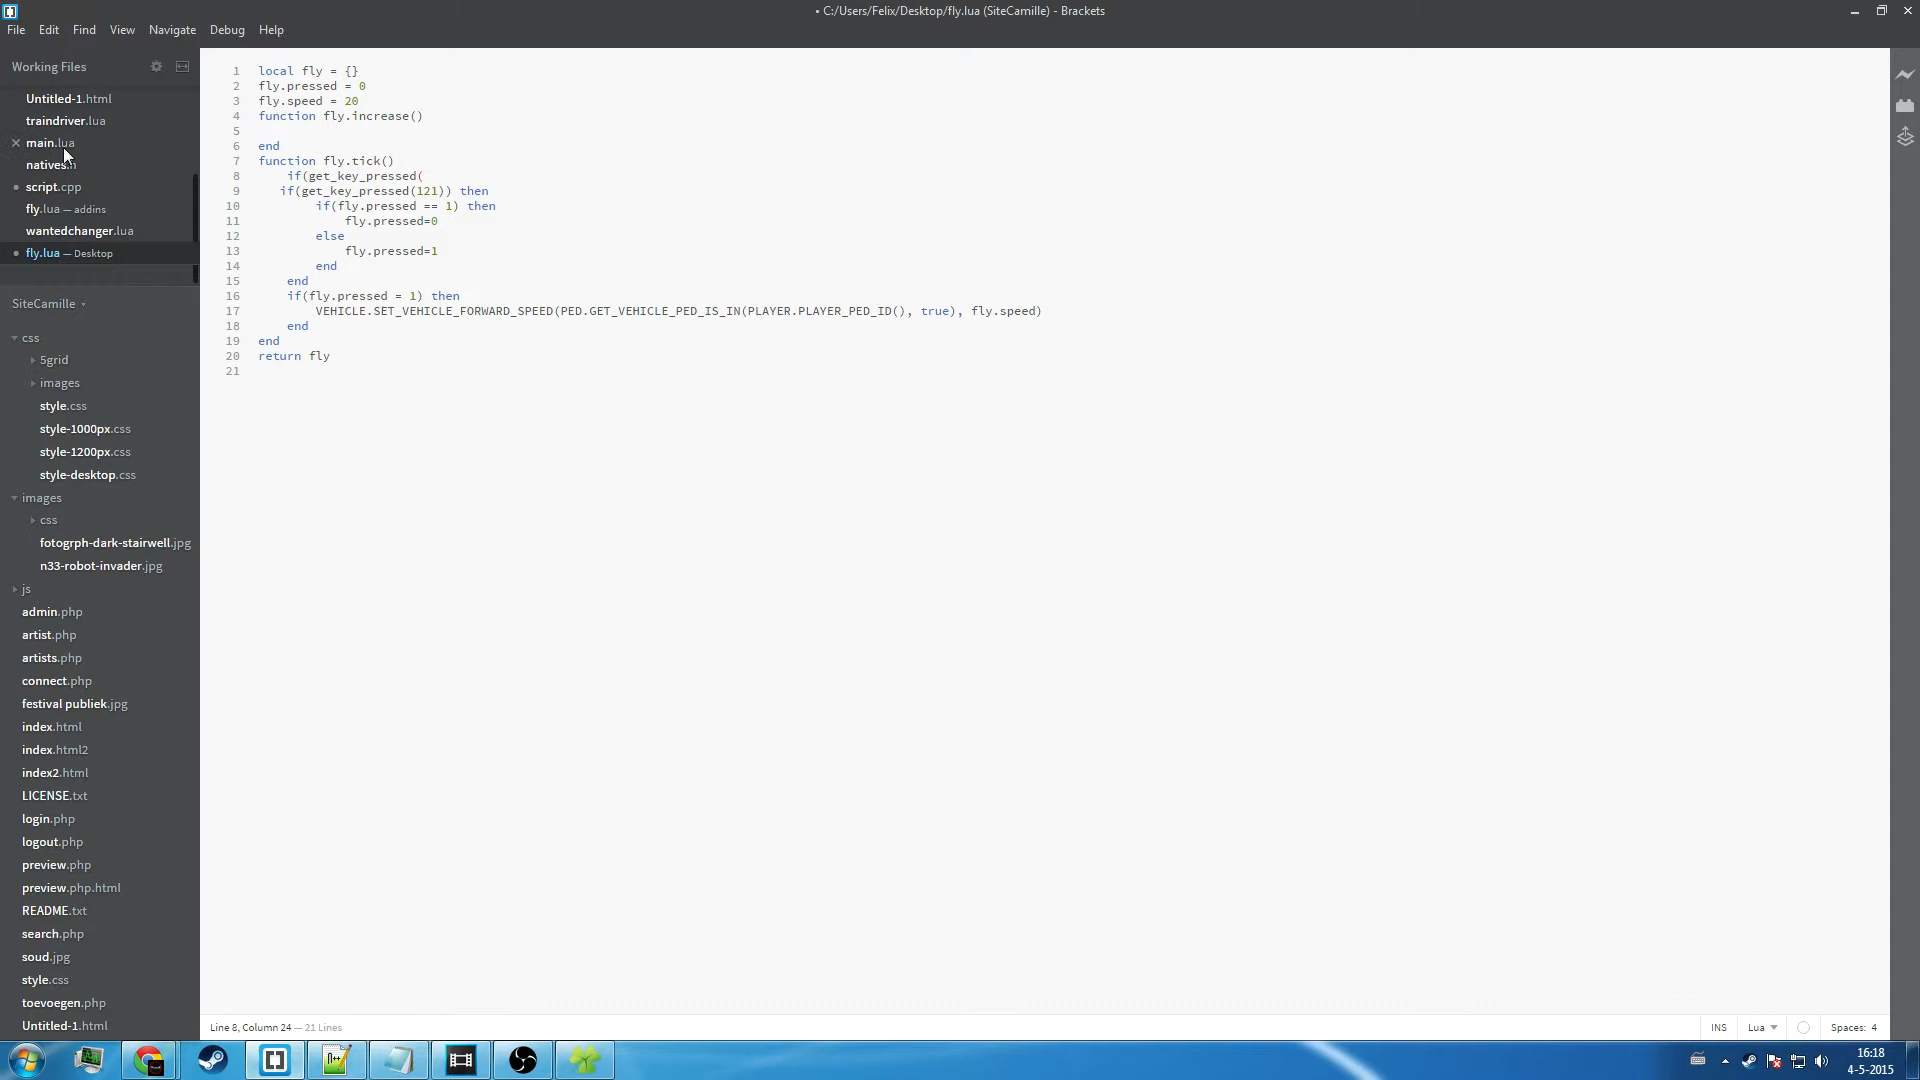 • C:/Users/Felix/Desktop/fly.lua (SiteCamille) - Brackets
File Edit Find View Navigate Debug Help
Working Files
Untitled-1.html
traindriver.lua
main.lua
natives.h
script.cpp
fly.lua — addins
wantedchanger.lua
fly.lua — Desktop
SiteCamille
css
5grid
images
style.css
style-1000px.css
style-1200px.css
style-desktop.css
images
css
fotogrph-dark-stairwell.jpg
n33-robot-invader.jpg
js
admin.php
artist.php
artists.php
connect.php
festival publiek.jpg
index.html
index.html2
index2.html
LICENSE.txt
login.php
logout.php
preview.php
preview.php.html
README.txt
search.php
soud.jpg
style.css
toevoegen.php
Untitled-1.html
1 local fly = {}
2 fly.pressed = 0
3 fly.speed = 20
4 function fly.increase()
5
6 end
7 function fly.tick()
8 if(get_key_pressed(
9 if(get_key_pressed(121)) then
10 if(fly.pressed == 1) then
11 fly.pressed=0
12 else
13 fly.pressed=1
14 end
15 end
16 if(fly.pressed = 1) then
17 VEHICLE.SET_VEHICLE_FORWARD_SPEED(PED.GET_VEHICLE_PED_IS_IN(PLAYER.PLAYER_PED_ID(), true), fly.speed)
18 end
19 end
20 return fly
21
Line 8, Column 24 — 21 Lines
INS Lua Spaces: 4
16:18
4-5-2015